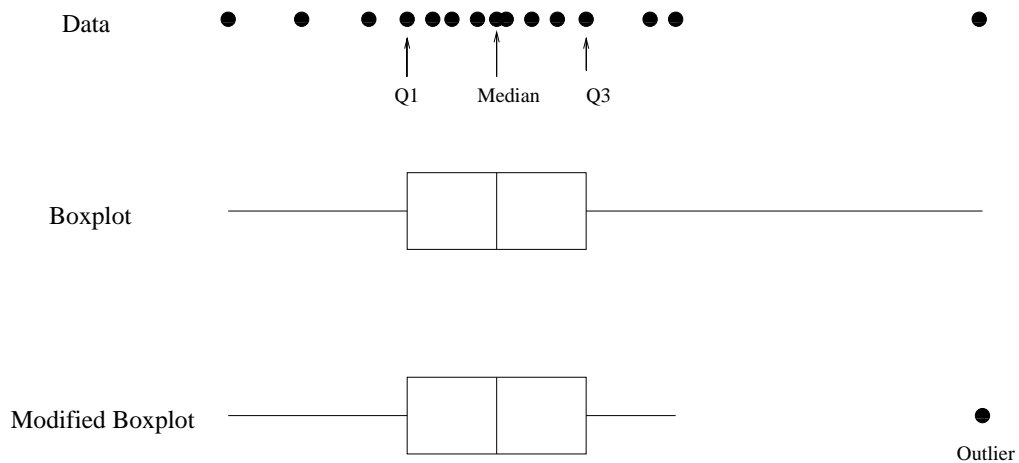 Data
Q1 Median Q3
Boxplot
Modified Boxplot
Outlier